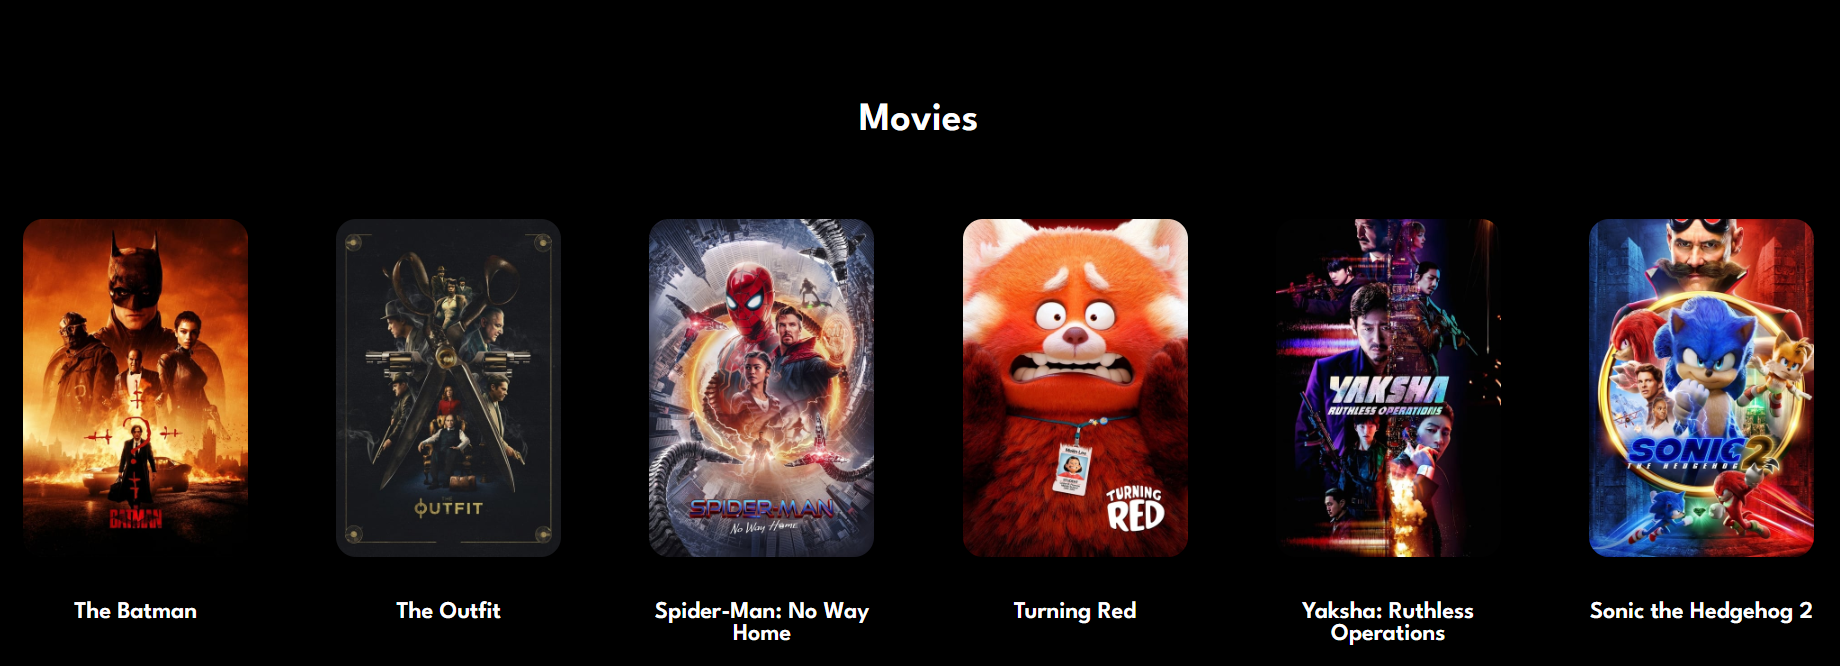 Movies
THE
BATMAN
THE
OUTFIT
SPIDER-MAN
No Way Home
TURNING
RED
YAKSHA
RUTHLESS OPERATIONS
SONIC 2
THE HEDGEHOG
The Batman
The Outfit
Spider-Man: No Way
Home
Turning Red
Yaksha: Ruthless
Operations
Sonic the Hedgehog 2